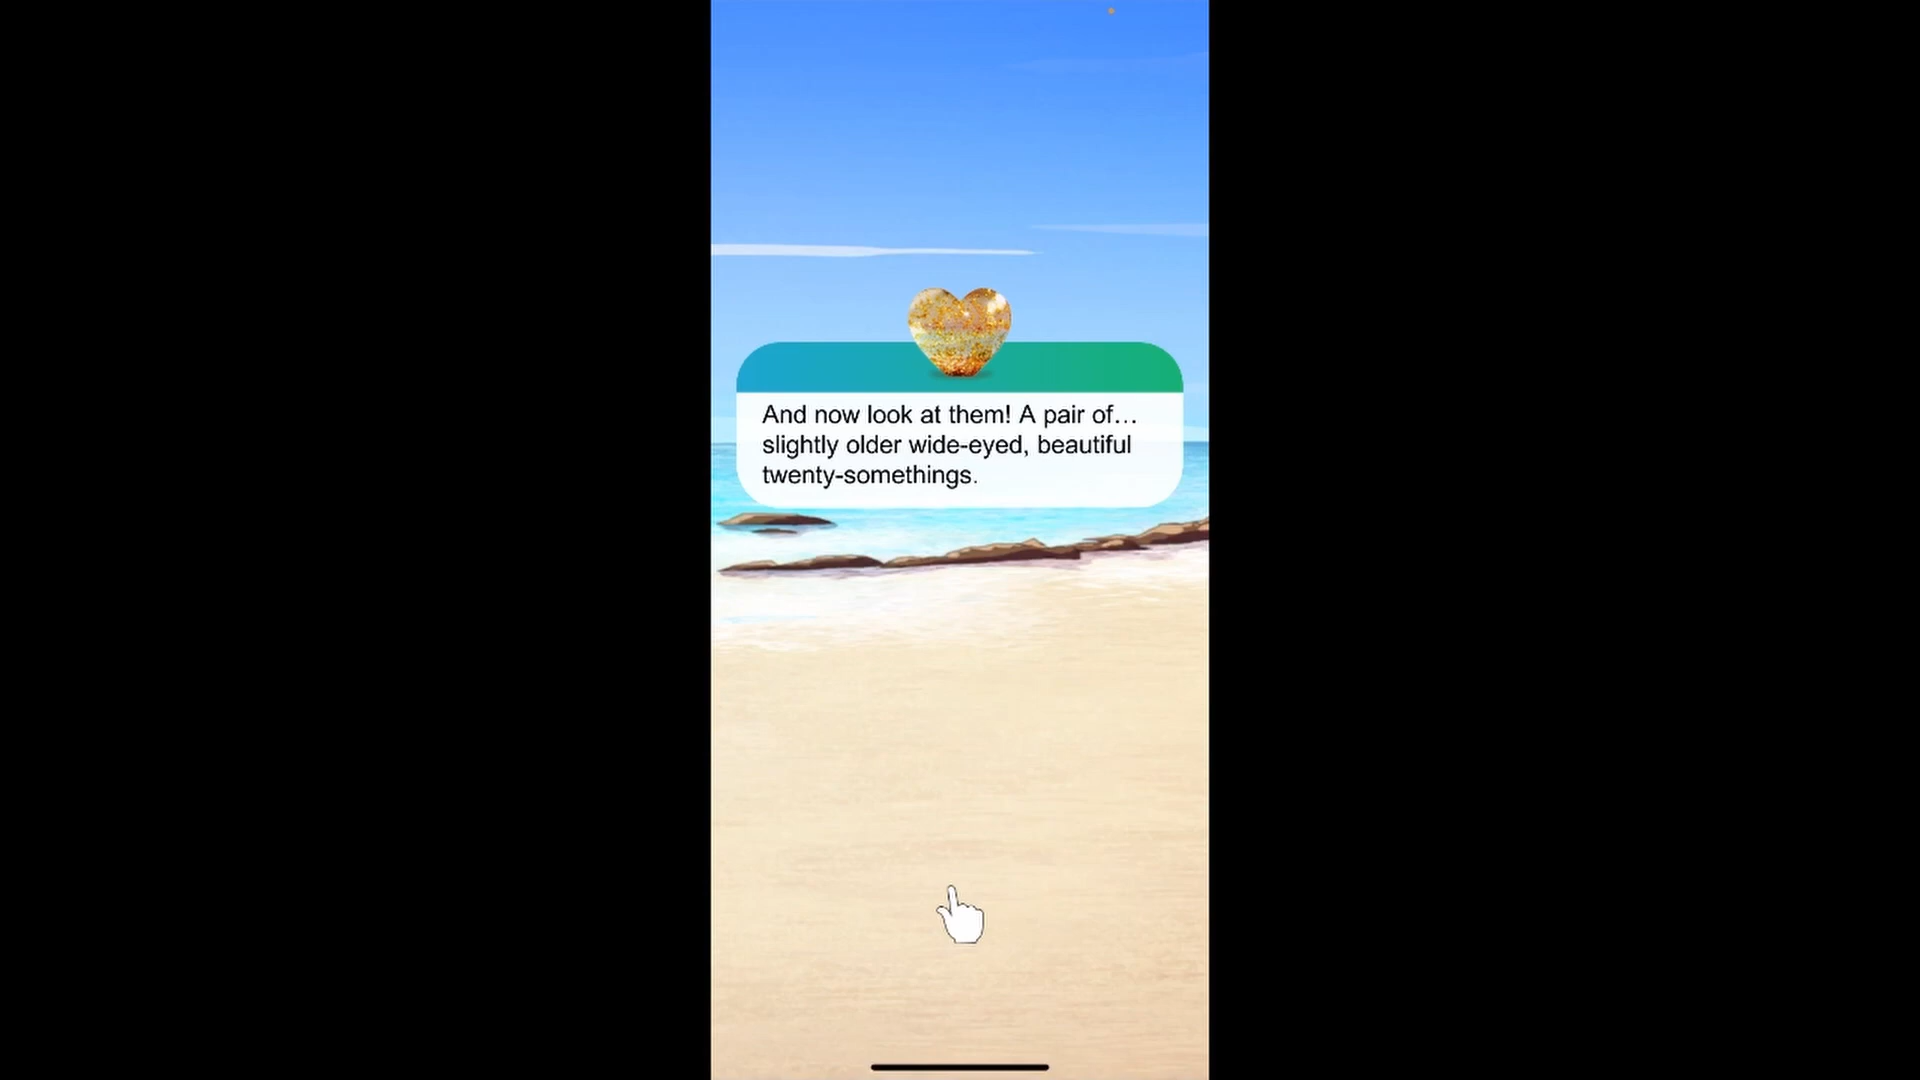 And now look at them! A pair of…
slightly older wide-eyed, beautiful
twenty-somethings.